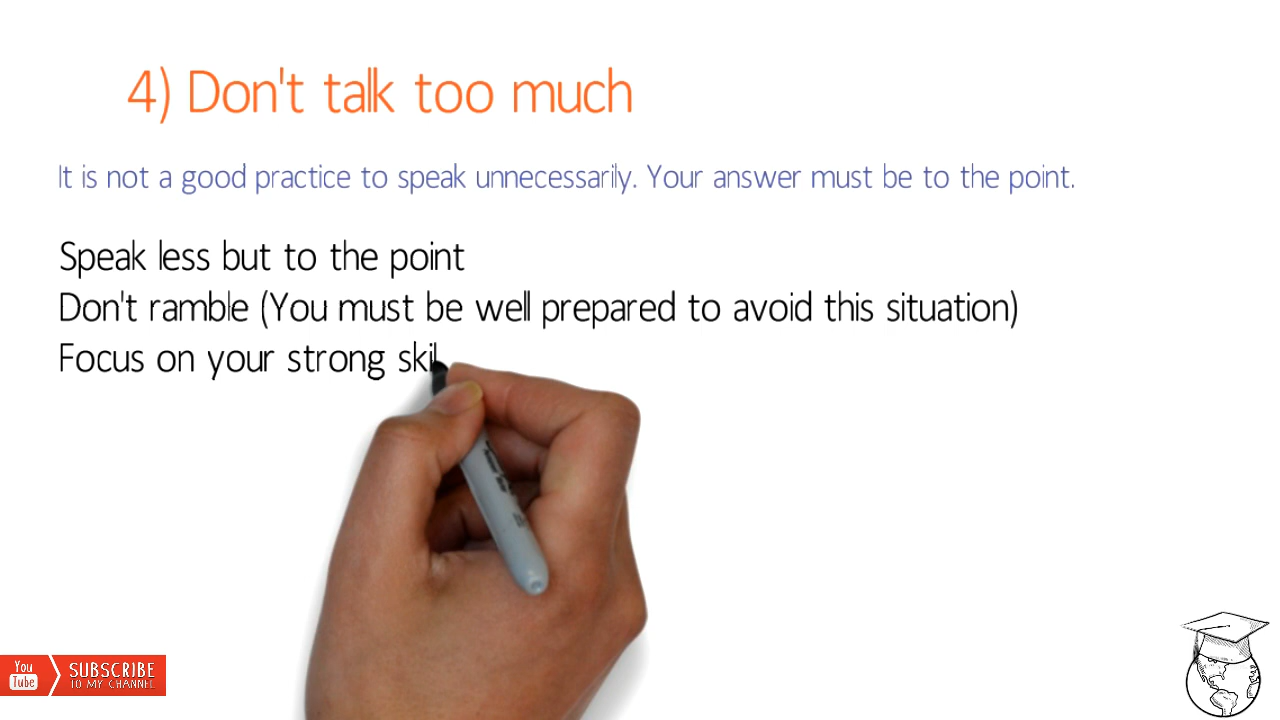 4) Don't talk too much
It is not a good practice to speak unnecessarily. Your answer must be to the point.
Speak less but to the point
Don't ramble (You must be well prepared to avoid this situation)
Focus on your strong skil
You
Tube
SUBSCRIBE
TO MY CHANNEL